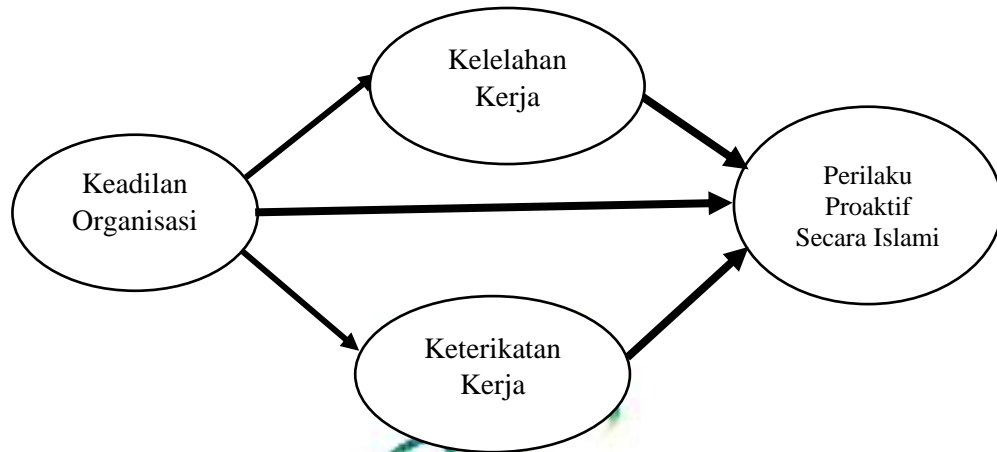 Kelelahan
Kerja
Keadilan
Organisasi
Perilaku
Proaktif
Secara Islami
Keterikatan
Kerja